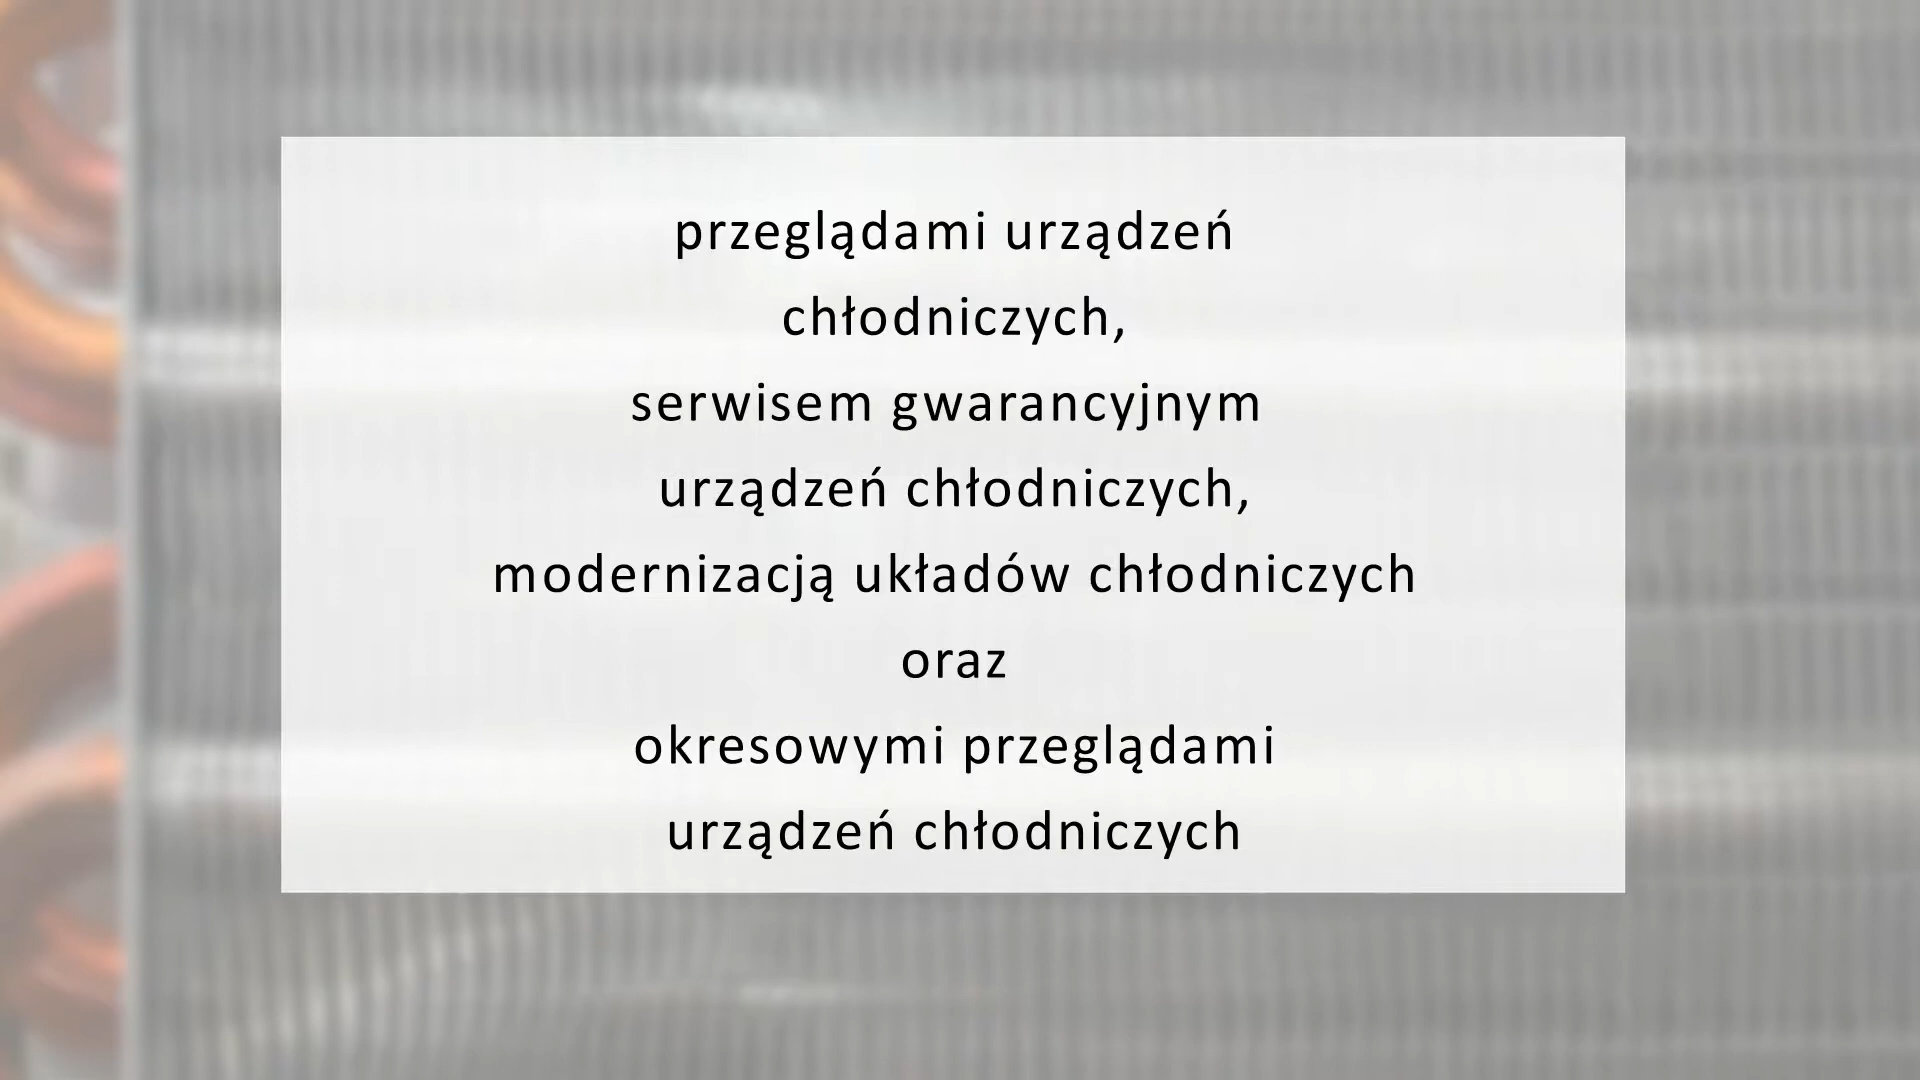 przeglądami urządzeń
chłodniczych,
serwisem gwarancyjnym
urządzeń chłodniczych,
modernizacją układów chłodniczych
oraz
okresowymi przeglądami
urządzeń chłodniczych